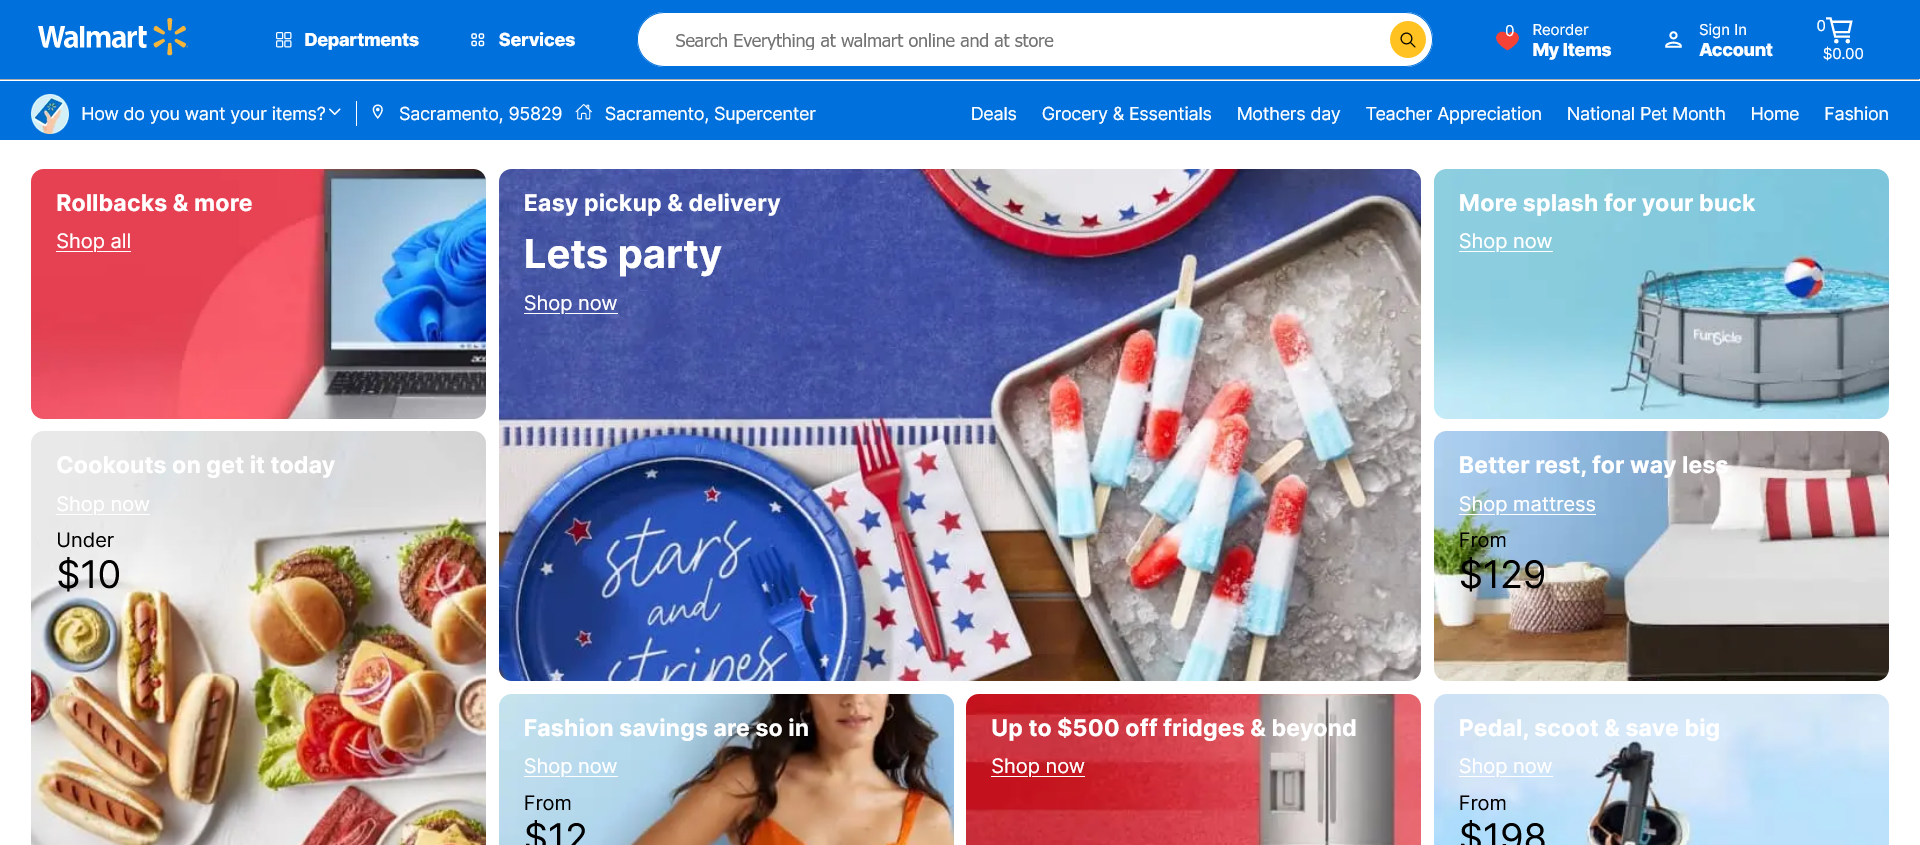 Walmart
Departments
Services
Search Everything at walmart online and at store
0
Reorder
My Items
Sign In
Account
0
$0.00
How do you want your items?
Sacramento, 95829
Sacramento, Supercenter
Deals
Grocery & Essentials
Mothers day
Teacher Appreciation
National Pet Month
Home
Fashion
Rollbacks & more
Shop all
acer
Easy pickup & delivery
Lets party
Shop now
stars
and
stripes
More splash for your buck
Shop now
Funsicle
Cookouts on get it today
Shop now
Under
$10
Better rest, for way less
Shop mattress
From
$129
Fashion savings are so in
Shop now
From
$12
Up to $500 off fridges & beyond
Shop now
Pedal, scoot & save big
Shop now
From
$198